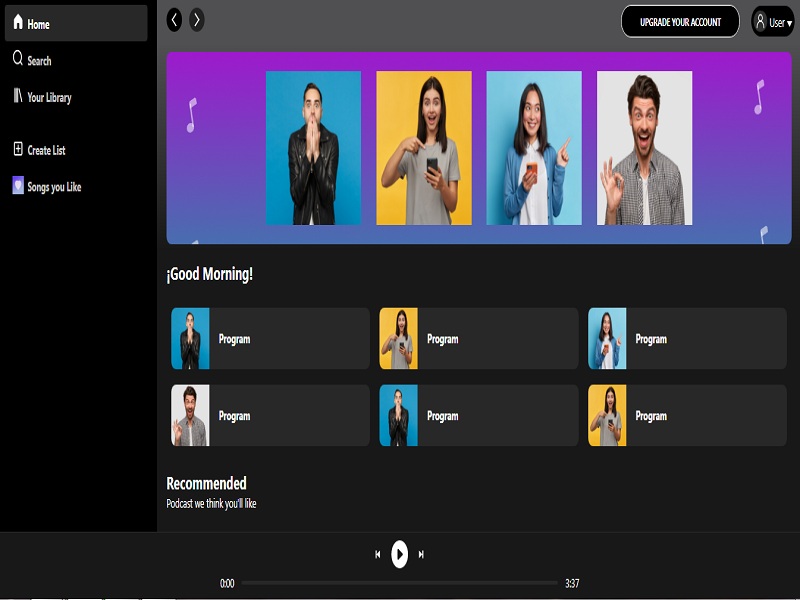 Home
Search
Your Library
Create List
Songs you Like
UPGRADE YOUR ACCOUNT
User ▾
¡Good Morning!
Program
Program
Program
Program
Program
Program
Recommended
Podcast we think you'll like
0:00
3:37